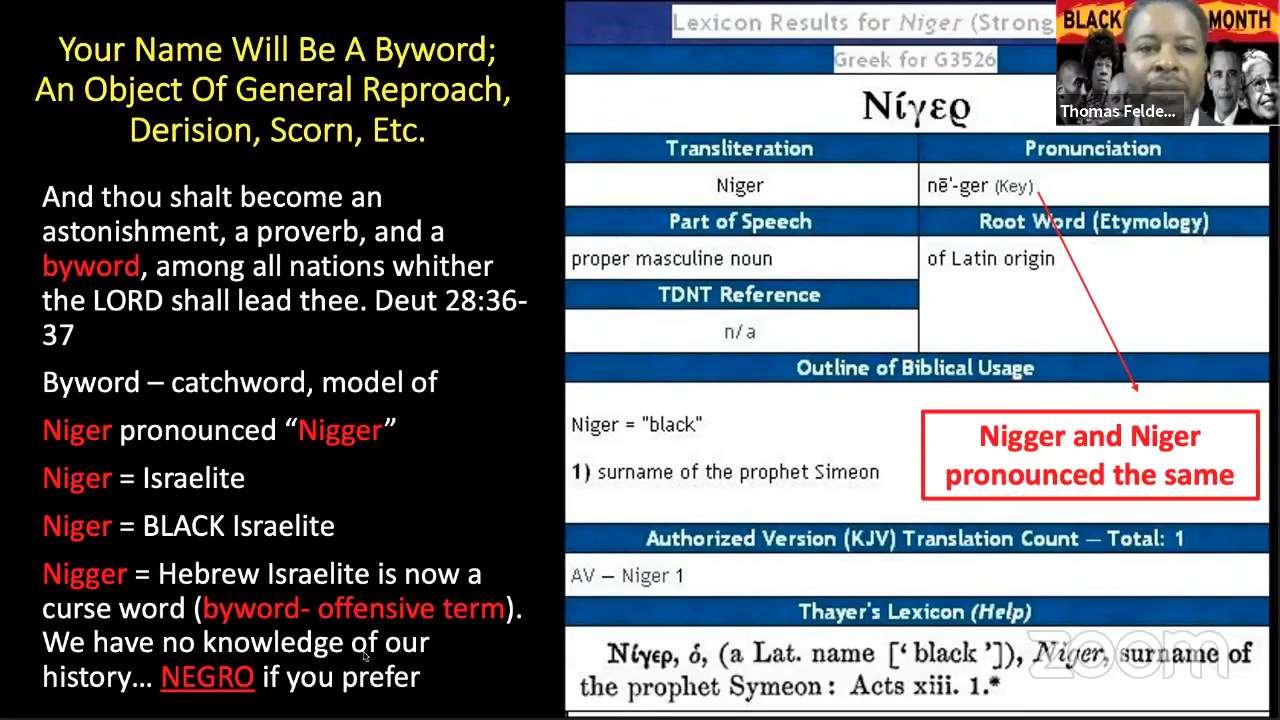 Your Name Will Be A Byword;
An Object Of General Reproach,
Derision, Scorn, Etc.
And thou shalt become an
astonishment, a proverb, and a
byword, among all nations whither
the LORD shall lead thee. Deut 28:36-
37
Byword – catchword, model of
Niger pronounced “Nigger”
Niger = Israelite
Niger = BLACK Israelite
Nigger = Hebrew Israelite is now a
curse word (byword- offensive term).
We have no knowledge of our
history... NEGRO if you prefer
Lexicon Results for Niger (Strong
Greek for G3526
Νίγερ
Transliteration
Pronunciation
Niger
nē'-ger (Key)
Part of Speech
Root Word (Etymology)
proper masculine noun
of Latin origin
TDNT Reference
n/a
Outline of Biblical Usage
Niger = "black"
1) surname of the prophet Simeon
Nigger and Niger
pronounced the same
Authorized Version (KJV) Translation Count — Total: 1
AV — Niger 1
Thayer's Lexicon (Help)
Νίγερ, ὁ, (a Lat. name [‘ black ’]), Niger, surname of
the prophet Symeon: Acts xiii. 1.*
BLACK MONTH
Thomas Felde...
zoom